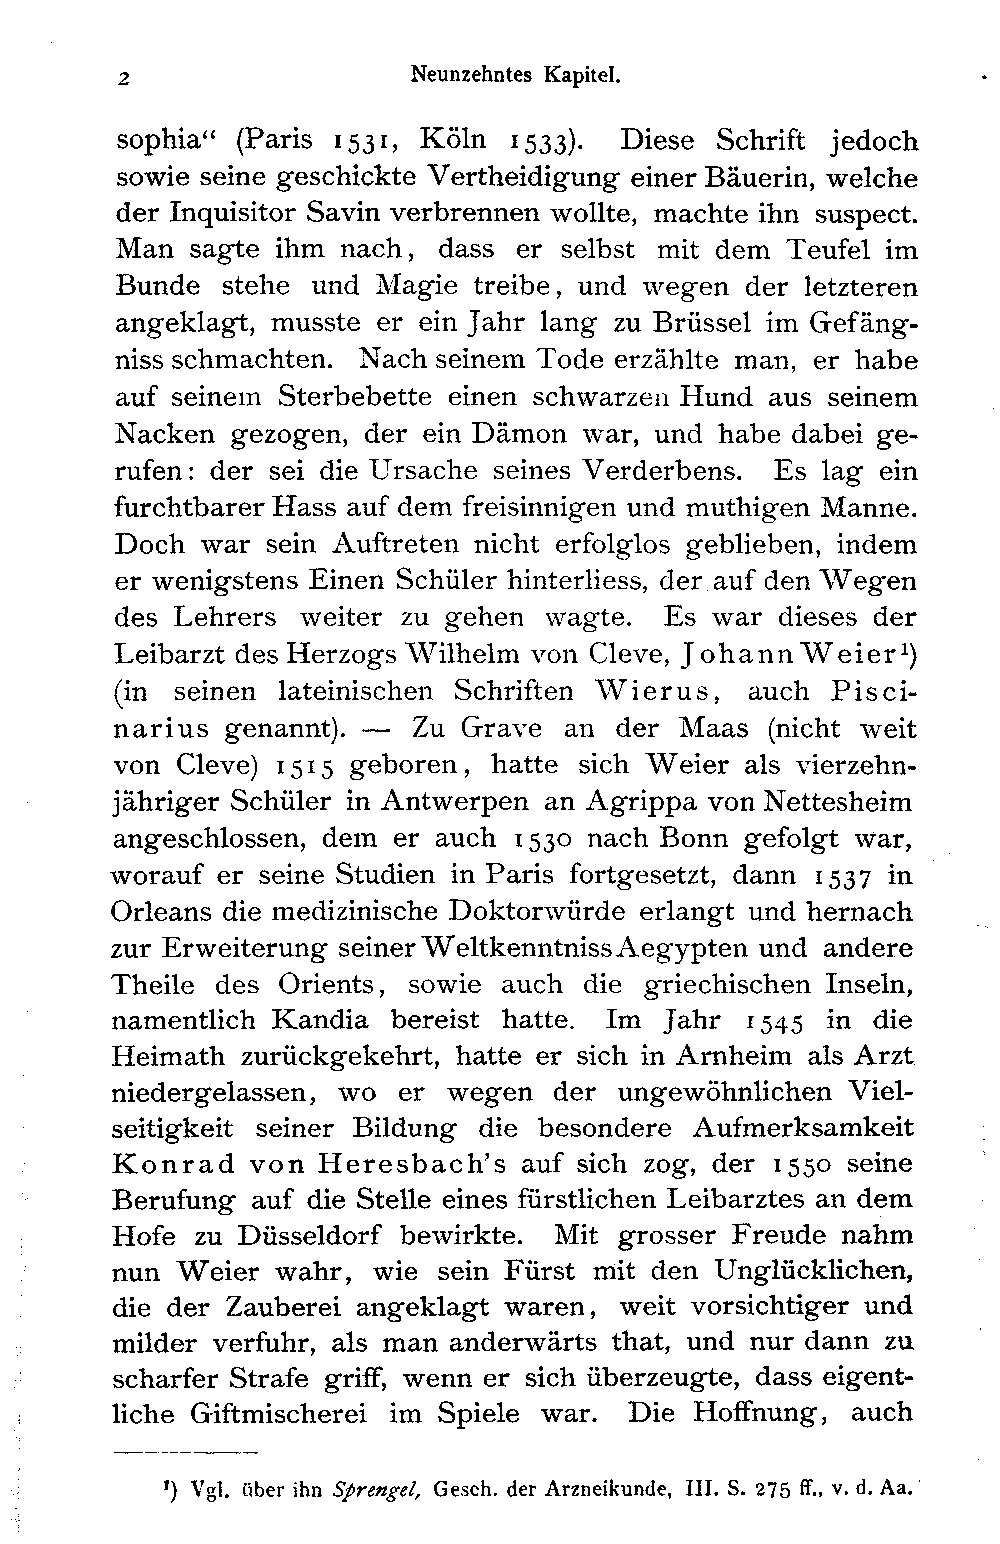 2 Neunzehntes Kapitel.
sophia“ (Paris 1531, Köln 1533). Diese Schrift jedoch
sowie seine geschickte Vertheidigung einer Bäuerin, welche
der Inquisitor Savin verbrennen wollte, machte ihn suspect.
Man sagte ihm nach, dass er selbst mit dem Teufel im
Bunde stehe und Magie treibe, und wegen der letzteren
angeklagt, musste er ein Jahr lang zu Brüssel im Gefäng-
niss schmachten. Nach seinem Tode erzählte man, er habe
auf seinem Sterbebette einen schwarzen Hund aus seinem
Nacken gezogen, der ein Dämon war, und habe dabei ge-
rufen: der sei die Ursache seines Verderbens. Es lag ein
furchtbarer Hass auf dem freisinnigen und muthigen Manne.
Doch war sein Auftreten nicht erfolglos geblieben, indem
er wenigstens Einen Schüler hinterliess, der auf den Wegen
des Lehrers weiter zu gehen wagte. Es war dieses der
Leibarzt des Herzogs Wilhelm von Cleve, Johann Weier¹)
(in seinen lateinischen Schriften Wierus, auch Pisci-
narius genannt). — Zu Grave an der Maas (nicht weit
von Cleve) 1515 geboren, hatte sich Weier als vierzehn-
jähriger Schüler in Antwerpen an Agrippa von Nettesheim
angeschlossen, dem er auch 1530 nach Bonn gefolgt war,
worauf er seine Studien in Paris fortgesetzt, dann 1537 in
Orleans die medizinische Doktorwürde erlangt und hernach
zur Erweiterung seiner Weltkenntniss Aegypten und andere
Theile des Orients, sowie auch die griechischen Inseln,
namentlich Kandia bereist hatte. Im Jahr 1545 in die
Heimath zurückgekehrt, hatte er sich in Arnheim als Arzt
niedergelassen, wo er wegen der ungewöhnlichen Viel-
seitigkeit seiner Bildung die besondere Aufmerksamkeit
Konrad von Heresbach's auf sich zog, der 1550 seine
Berufung auf die Stelle eines fürstlichen Leibarztes an dem
Hofe zu Düsseldorf bewirkte. Mit grosser Freude nahm
nun Weier wahr, wie sein Fürst mit den Unglücklichen,
die der Zauberei angeklagt waren, weit vorsichtiger und
milder verfuhr, als man anderwärts that, und nur dann zu
scharfer Strafe griff, wenn er sich überzeugte, dass eigent-
liche Giftmischerei im Spiele war. Die Hoffnung, auch
¹) Vgl. über ihn Sprengel, Gesch. der Arzneikunde, III. S. 275 ff., v. d. Aa.